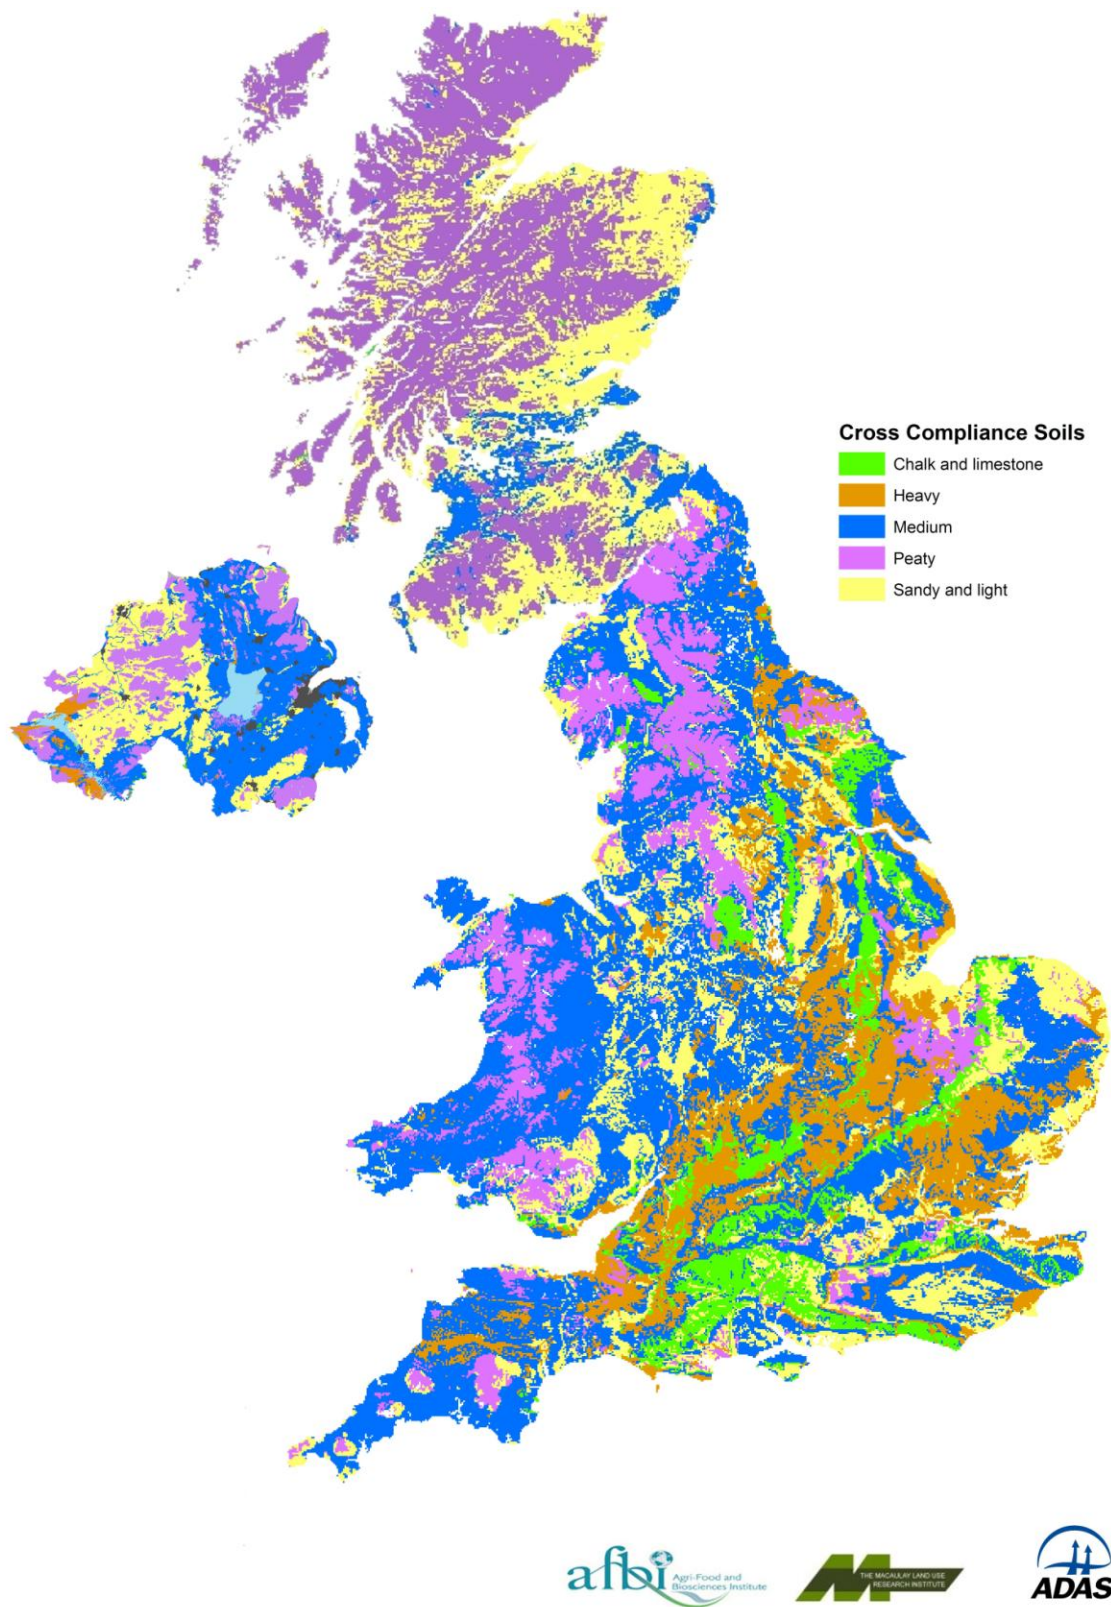 Cross Compliance Soils
Chalk and limestone
Heavy
Medium
Peaty
Sandy and light
afbi Agri-Food and
Biosciences Institute
THE MACAULAY LAND USE
RESEARCH INSTITUTE
ADAS